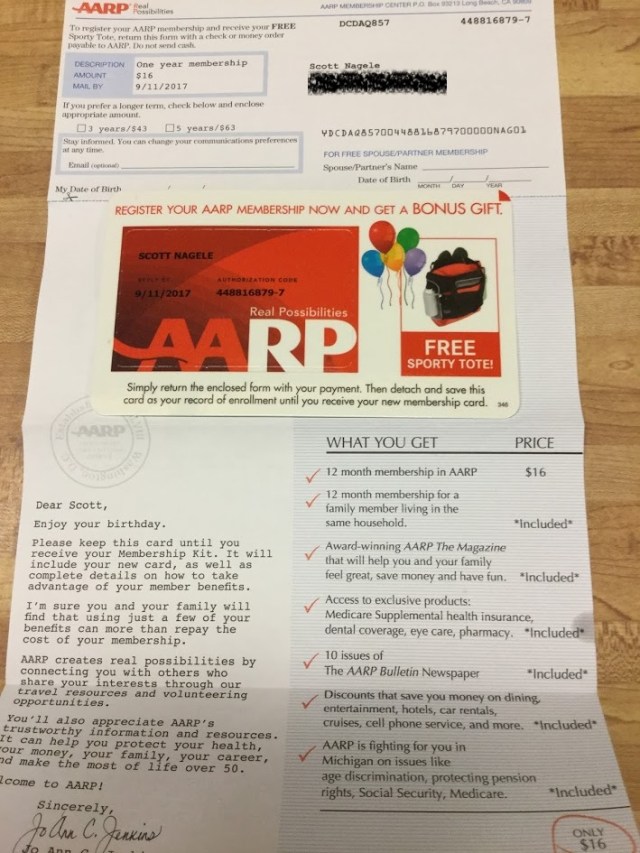 AARP Real Possibilities
AARP MEMBERSHIP CENTER P.O. Box 93213 Long Beach, CA
To register your AARP membership and receive your FREE
Sporty Tote, return this form with a check or money order
payable to AARP. Do not send cash.
DCDAQ857
448816879-7
DESCRIPTION One year membership
AMOUNT $16
MAIL BY 9/11/2017
Scott Nagele
If you prefer a longer term, check below and enclose
appropriate amount.
3 years/$43 5 years/$63
Stay informed. You can change your communications preferences
at any time.
Email (optional)
My Date of Birth
YDCDAQ85700448816879700000NAG01
FOR FREE SPOUSE/PARTNER MEMBERSHIP
Spouse/Partner's Name
Date of Birth
MONTH DAY YEAR
REGISTER YOUR AARP MEMBERSHIP NOW AND GET A BONUS GIFT.
SCOTT NAGELE
REPLY BY AUTHORIZATION CODE
9/11/2017 448816879-7
Real Possibilities
AARP
FREE
SPORTY TOTE!
Simply return the enclosed form with your payment. Then detach and save this
card as your record of enrollment until you receive your new membership card.
346
AARP
Dear Scott,
Enjoy your birthday.
Please keep this card until you
receive your Membership Kit. It will
include your new card, as well as
complete details on how to take
advantage of your member benefits.
I'm sure you and your family will
find that using just a few of your
benefits can more than repay the
cost of your membership.
AARP creates real possibilities by
connecting you with others who
share your interests through our
travel resources and volunteering
opportunities.
You'll also appreciate AARP's
trustworthy information and resources.
It can help you protect your health,
your money, your family, your career,
nd make the most of life over 50.
lcome to AARP!
Sincerely,
Jo Ann C. Jenkins
Jo Ann C.
WHAT YOU GET PRICE
12 month membership in AARP $16
12 month membership for a
family member living in the
same household. *Included*
Award-winning AARP The Magazine
that will help you and your family
feel great, save money and have fun. *Included*
Access to exclusive products:
Medicare Supplemental health insurance,
dental coverage, eye care, pharmacy. *Included*
10 issues of
The AARP Bulletin Newspaper *Included*
Discounts that save you money on dining,
entertainment, hotels, car rentals,
cruises, cell phone service, and more. *Included*
AARP is fighting for you in
Michigan on issues like
age discrimination, protecting pension
rights, Social Security, Medicare. *Included*
ONLY
$16